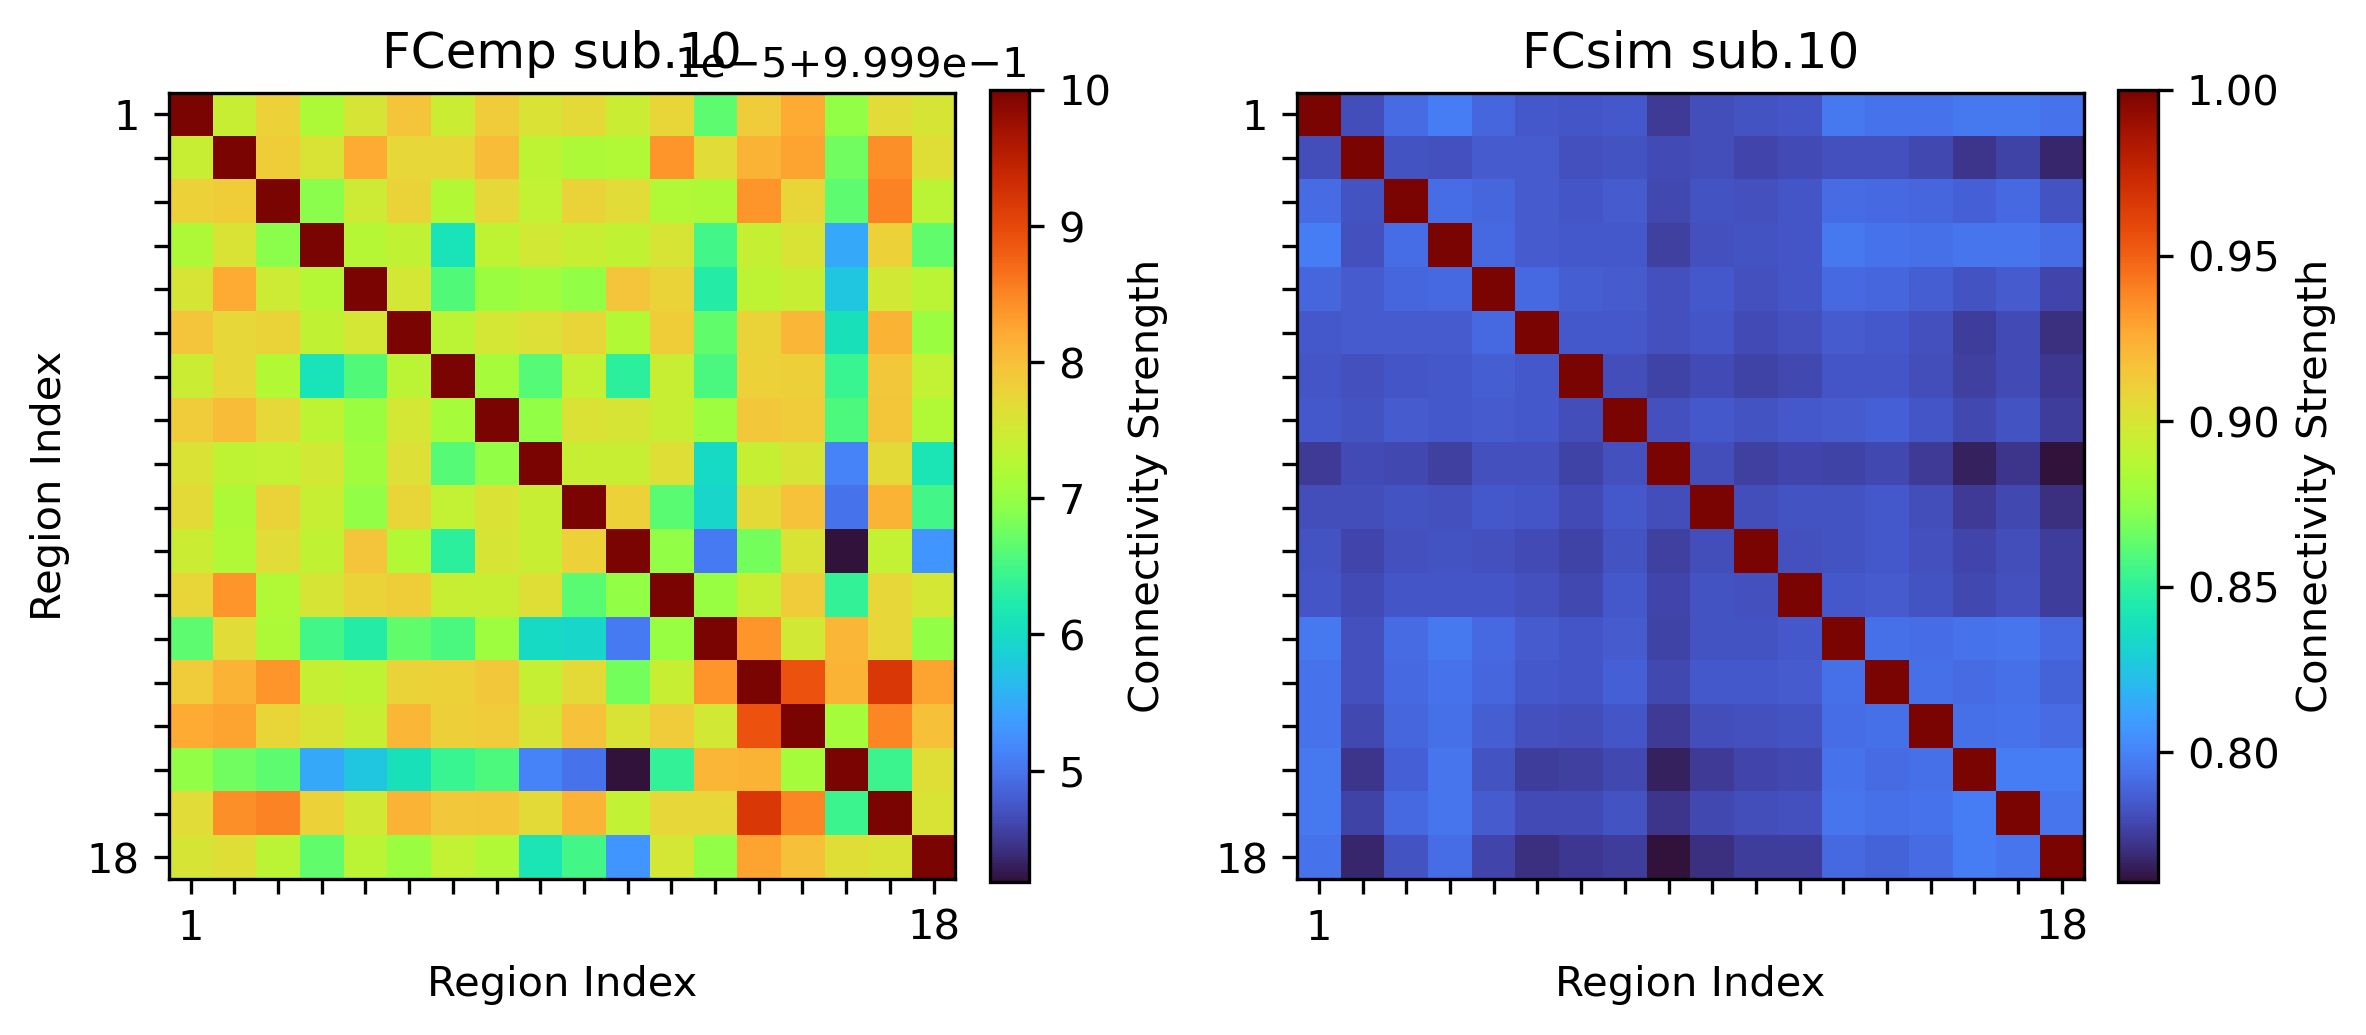 FCemp sub.10
1e−5+9.999e−1
1
18
1
18
Region Index
Region Index
10
9
8
7
6
5
Connectivity Strength
FCsim sub.10
1
18
1
18
Region Index
1.00
0.95
0.90
0.85
0.80
Connectivity Strength